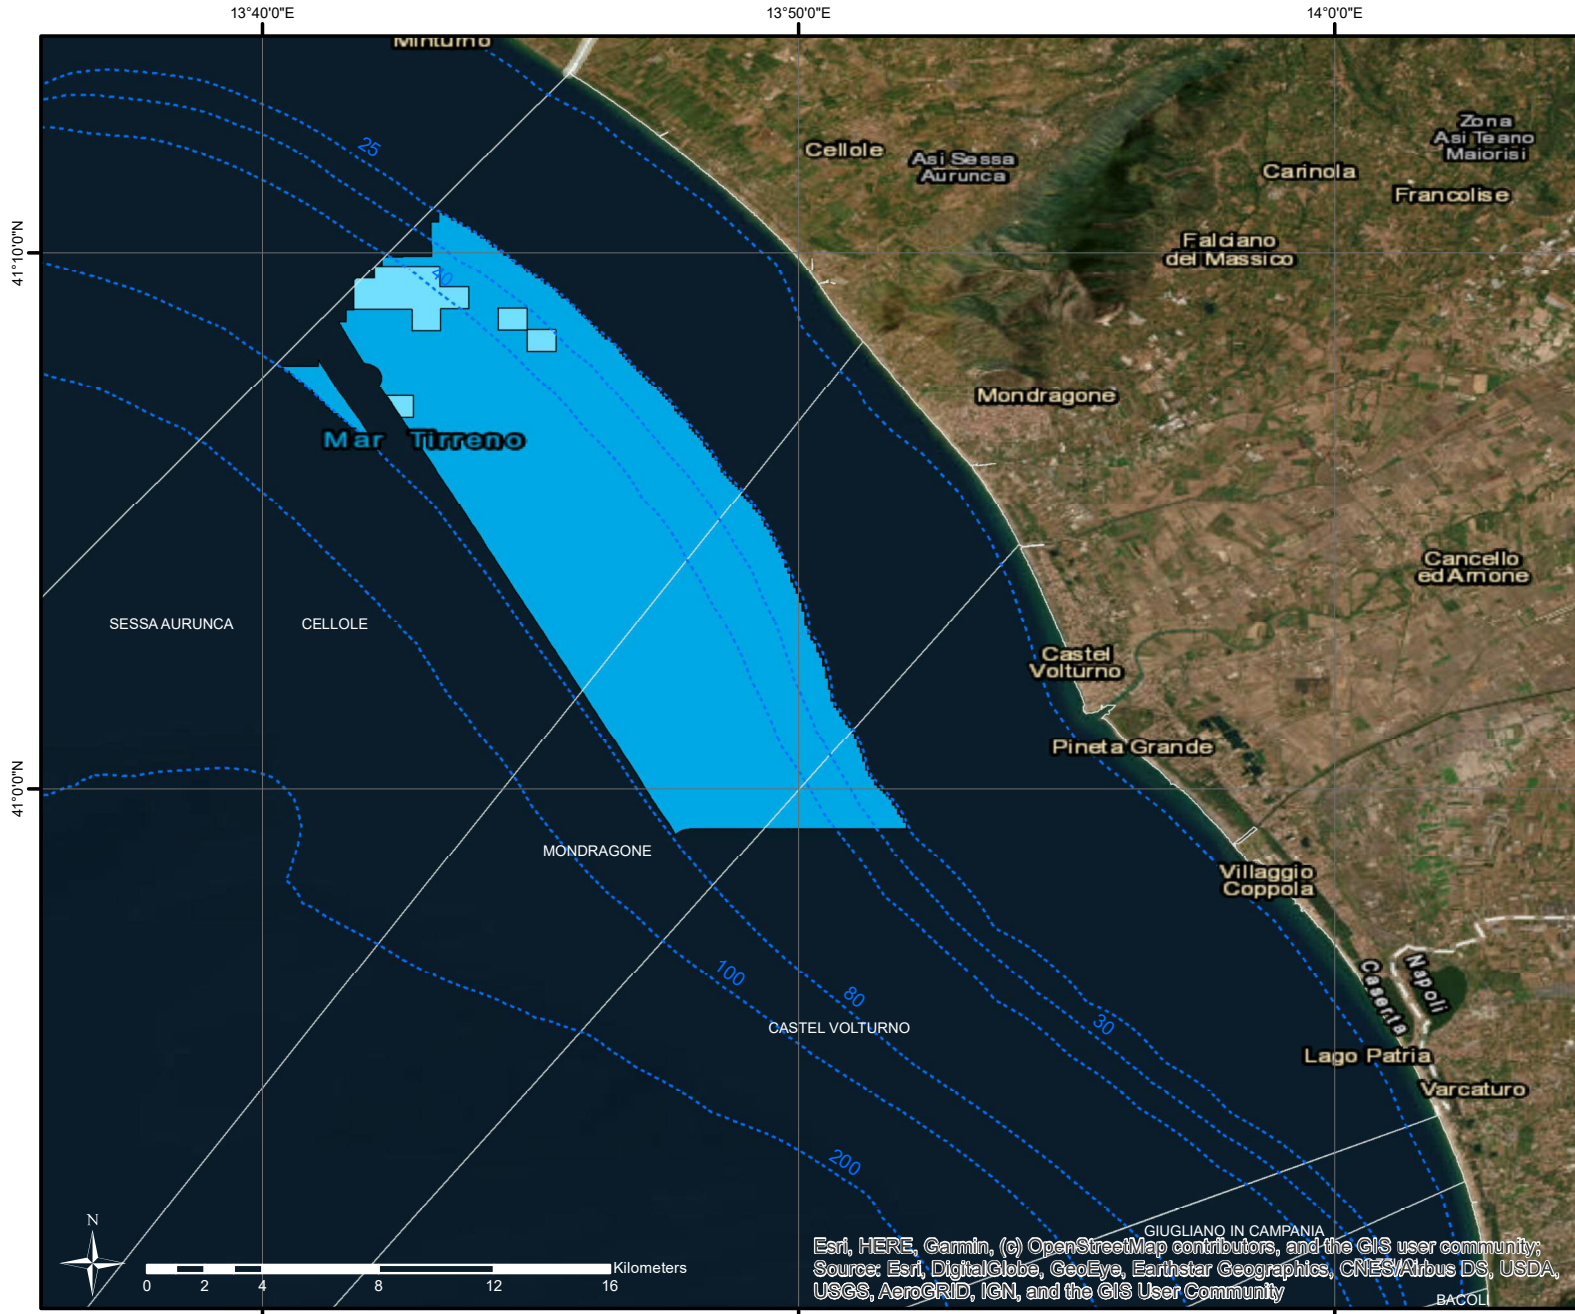 13°40'0"E
13°50'0"E
14°0'0"E
Minturno
25
Cellole
Asi Sessa
Aurunca
Zona
Asi Teano
Maiorisi
Carinola
Francolise
41°10'0"N
Falciano
del Massico
40
Mondragone
Mar Tirreno
Cancello
ed Arnone
SESSA AURUNCA
CELLOLE
Castel
Volturno
Pineta Grande
41°0'0"N
MONDRAGONE
Villaggio
Coppola
100
80
30
Napoli
Caserta
CASTEL VOLTURNO
Lago Patria
Varcaturo
200
N
GIUGLIANO IN CAMPANIA
Kilometers
0 2 4 8 12 16
Esri, HERE, Garmin, (c) OpenStreetMap contributors, and the GIS user community;
Source: Esri, DigitalGlobe, GeoEye, Earthstar Geographics, CNES/Airbus DS, USDA,
USGS, AeroGRID, IGN, and the GIS User Community
BACOLI